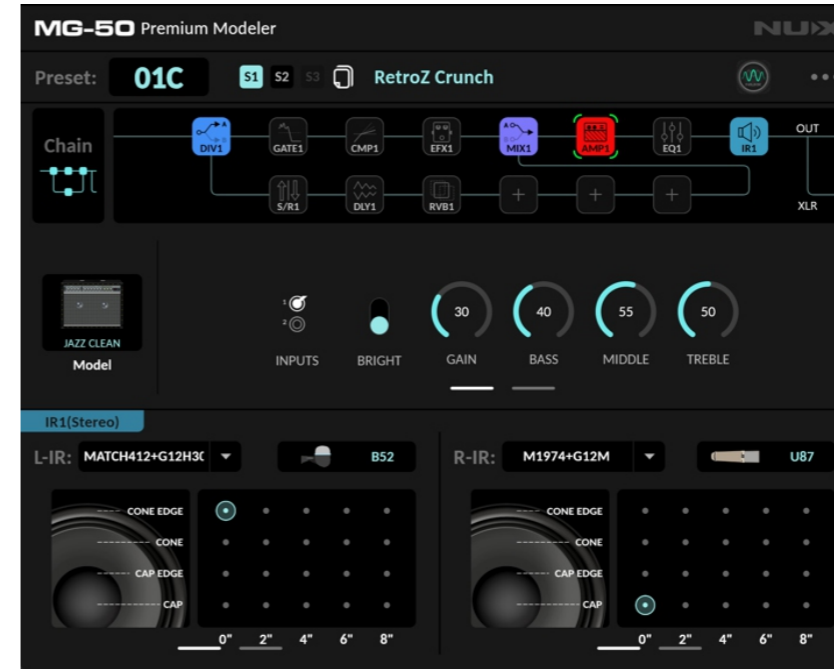 MG-50 Premium Modeler
NUX
Preset: 01C S1 S2 S3 RetroZ Crunch
Chain
DIV1 GATE1 CMP1 EFX1 MIX1 AMP1 EQ1 IR1 OUT
S/R1 DLY1 RVB1 + + + XLR
1
2
30 40 55 50
JAZZ CLEAN
Model
INPUTS BRIGHT GAIN BASS MIDDLE TREBLE
IR1(Stereo)
L-IR: MATCH412+G12H30 B52 R-IR: M1974+G12M U87
CONE EDGE CONE EDGE
CONE CONE
CAP EDGE CAP EDGE
CAP CAP
0" 2" 4" 6" 8" 0" 2" 4" 6" 8"